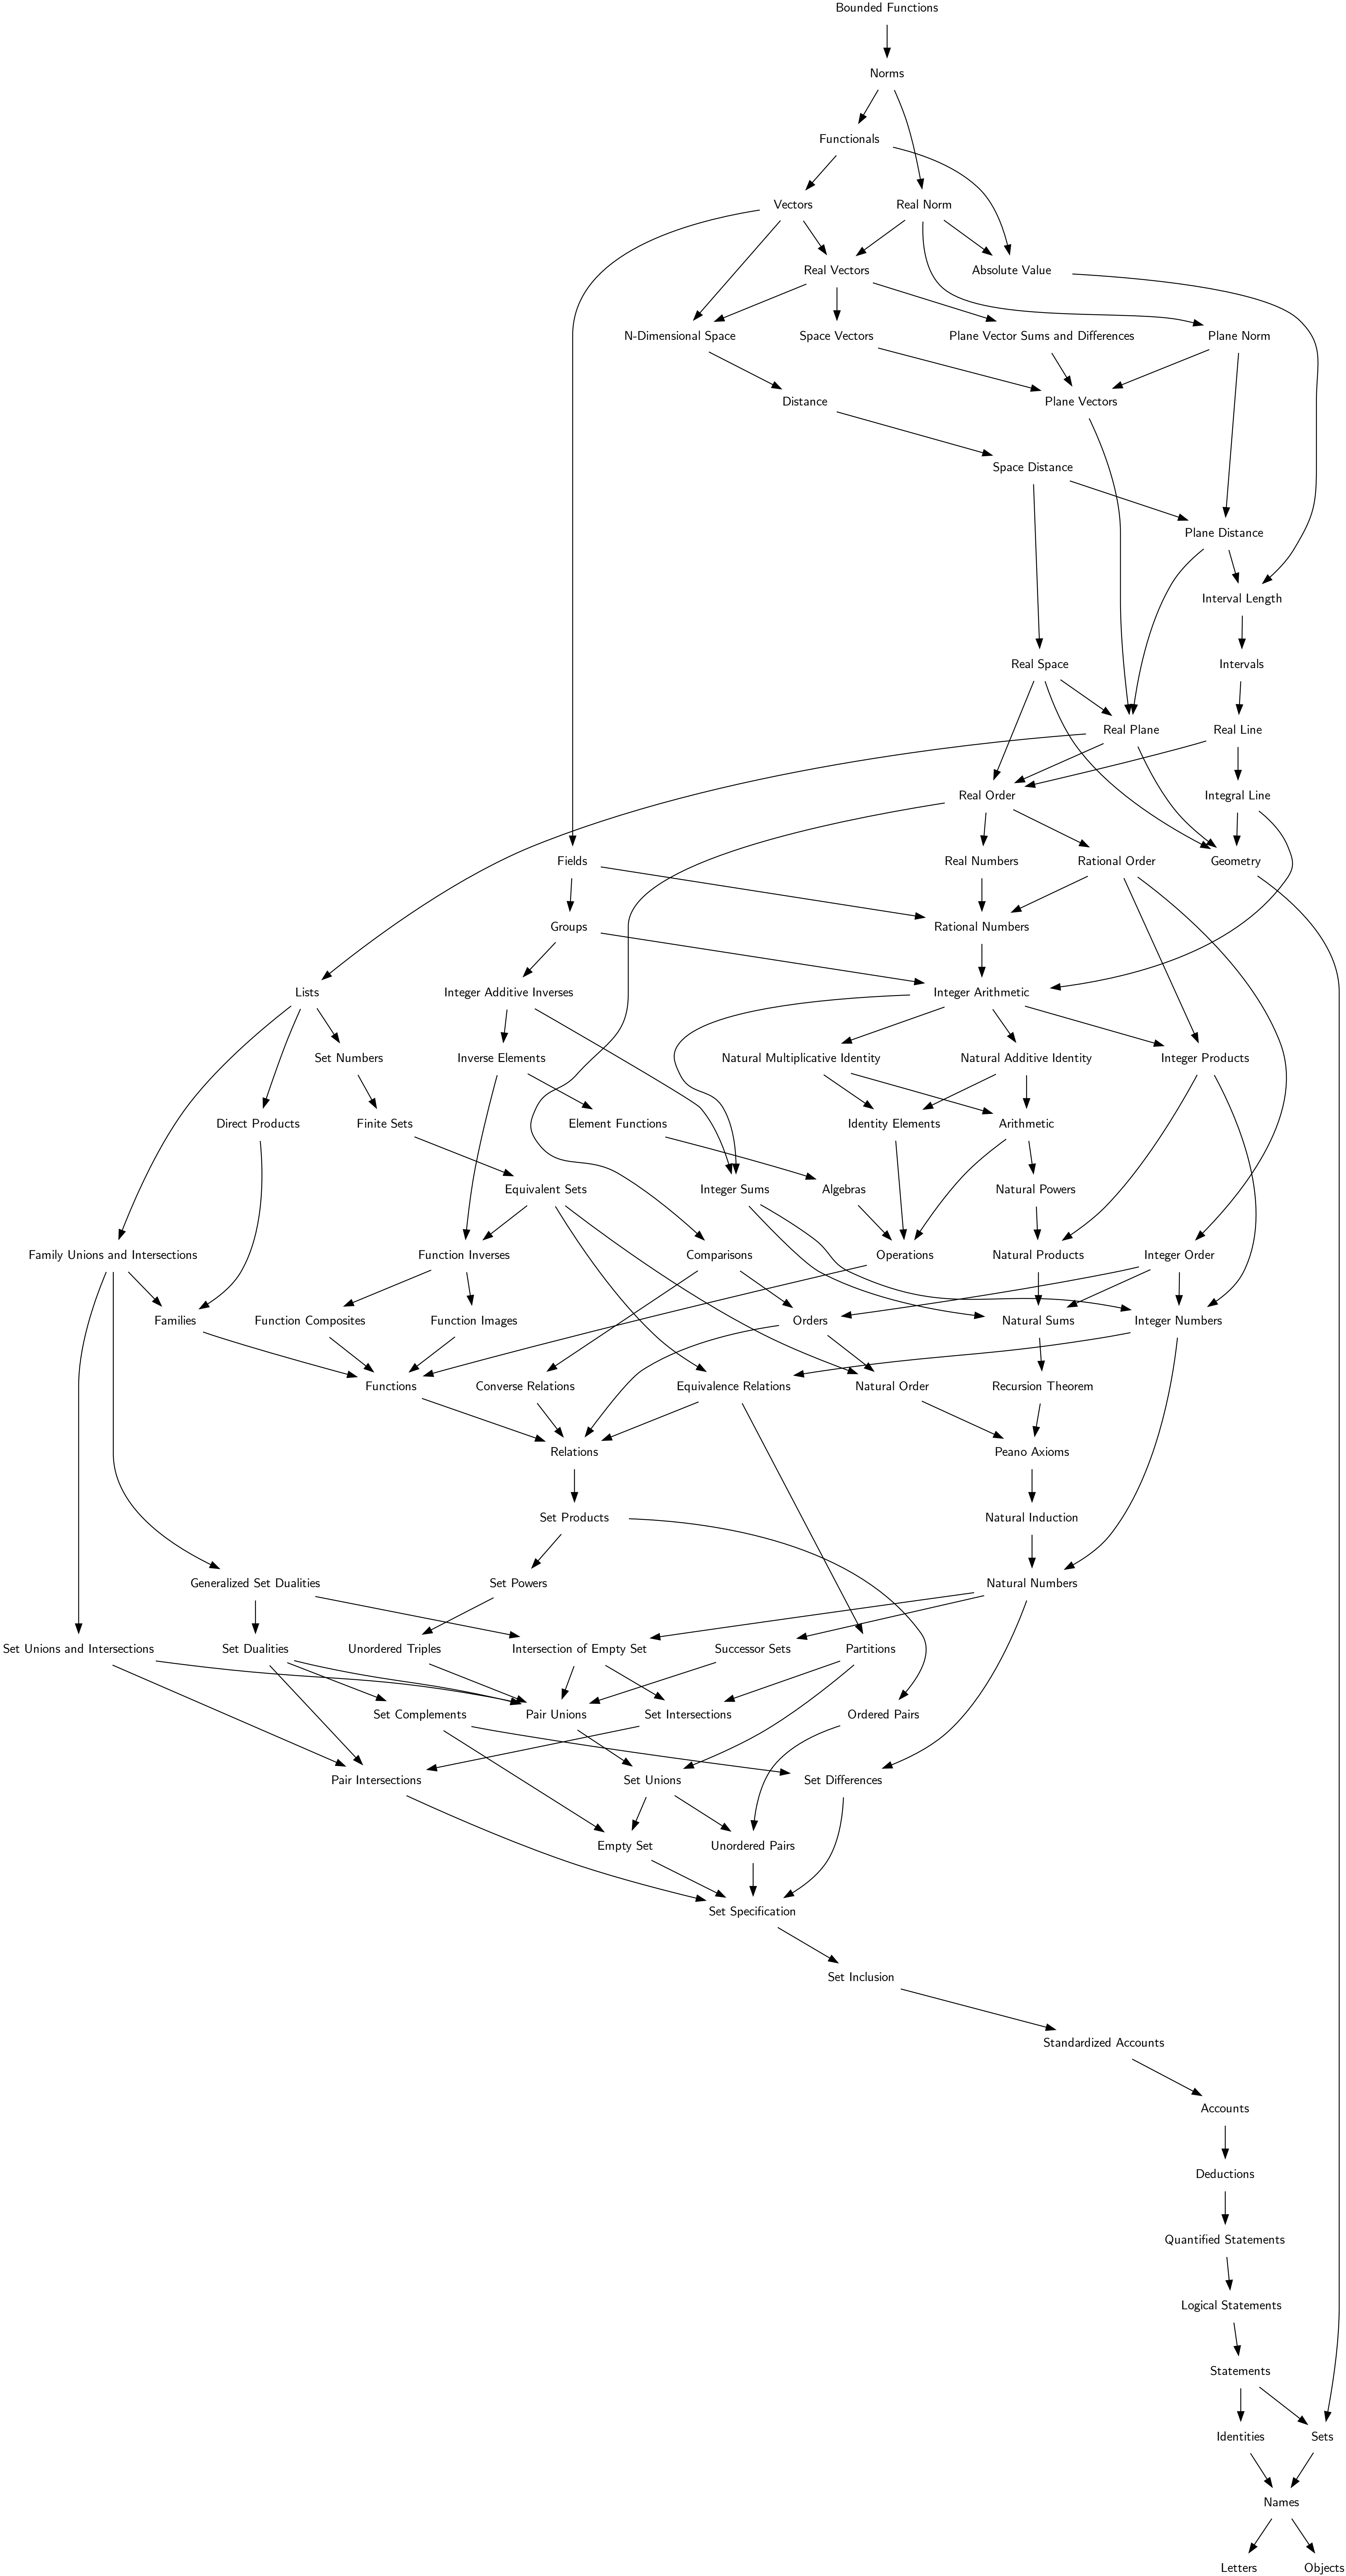 Bounded Functions
Norms
Functionals
Vectors
Real Norm
Real Vectors
Absolute Value
N-Dimensional Space
Space Vectors
Plane Vector Sums and Differences
Plane Norm
Distance
Plane Vectors
Space Distance
Plane Distance
Interval Length
Real Space
Intervals
Real Plane
Real Line
Real Order
Integral Line
Fields
Real Numbers
Rational Order
Geometry
Groups
Rational Numbers
Lists
Integer Additive Inverses
Integer Arithmetic
Set Numbers
Inverse Elements
Natural Multiplicative Identity
Natural Additive Identity
Integer Products
Direct Products
Finite Sets
Element Functions
Identity Elements
Arithmetic
Equivalent Sets
Integer Sums
Algebras
Natural Powers
Family Unions and Intersections
Function Inverses
Comparisons
Operations
Natural Products
Integer Order
Families
Function Composites
Function Images
Orders
Natural Sums
Integer Numbers
Functions
Converse Relations
Equivalence Relations
Natural Order
Recursion Theorem
Relations
Peano Axioms
Set Products
Natural Induction
Generalized Set Dualities
Set Powers
Natural Numbers
Set Unions and Intersections
Set Dualities
Unordered Triples
Intersection of Empty Set
Successor Sets
Partitions
Set Complements
Pair Unions
Set Intersections
Ordered Pairs
Pair Intersections
Set Unions
Set Differences
Empty Set
Unordered Pairs
Set Specification
Set Inclusion
Standardized Accounts
Accounts
Deductions
Quantified Statements
Logical Statements
Statements
Identities
Sets
Names
Letters
Objects